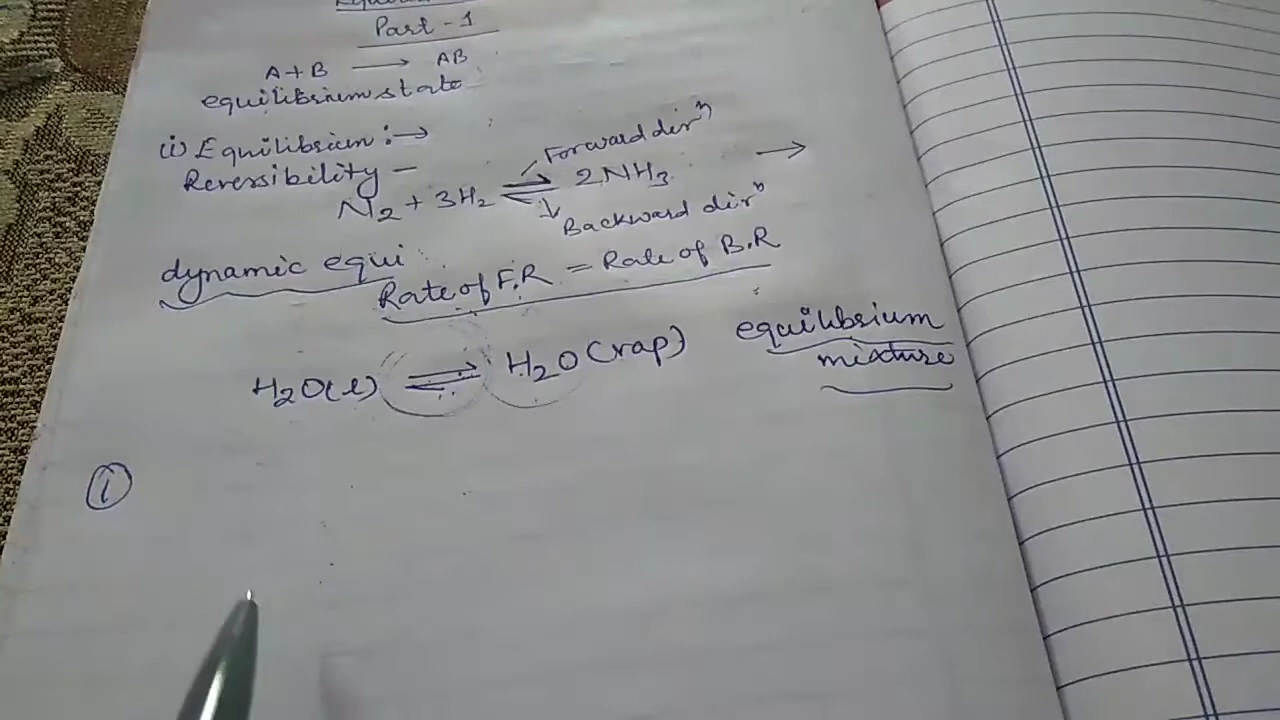 Part - 1
A + B ⟶ AB
equilibrium state
(i) Equilibrium :→
Reversibility −
Forward dirⁿ
N₂ + 3H₂ ⇌ 2NH₃ →
Backward dirⁿ
dynamic equi
Rate of F.R = Rate of B.R
H₂O(l) ⇌ H₂O(vap)
equilibrium
mixture
①